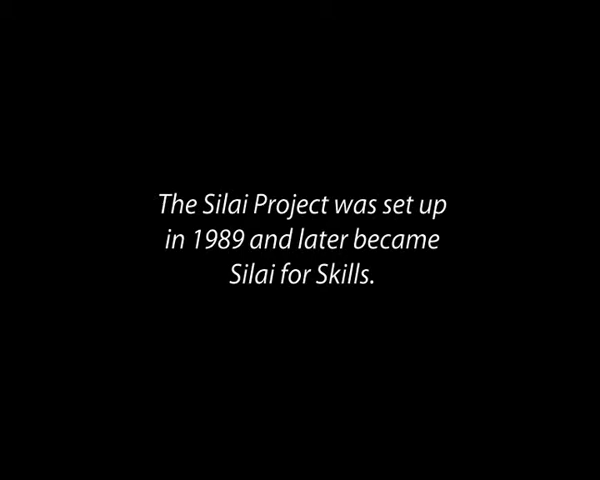 The Silai Project was set up
in 1989 and later became
Silai for Skills.